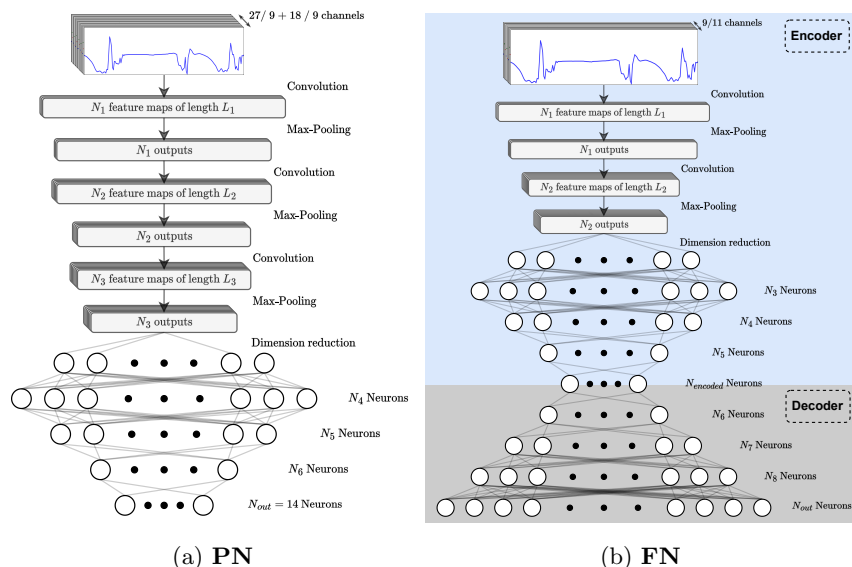 27/ 9 + 18 / 9 channels
Convolution
N₁ feature maps of length L₁
Max-Pooling
N₁ outputs
Convolution
N₂ feature maps of length L₂
Max-Pooling
N₂ outputs
Convolution
N₃ feature maps of length L₃
Max-Pooling
N₃ outputs
Dimension reduction
N₄ Neurons
N₅ Neurons
N₆ Neurons
N_out = 14 Neurons
(a) PN
9/11 channels
Encoder
Convolution
N₁ feature maps of length L₁
Max-Pooling
N₁ outputs
Convolution
N₂ feature maps of length L₂
Max-Pooling
N₂ outputs
Dimension reduction
N₃ Neurons
N₄ Neurons
N₅ Neurons
N_encoded Neurons
Decoder
N₆ Neurons
N₇ Neurons
N₈ Neurons
N_out Neurons
(b) FN